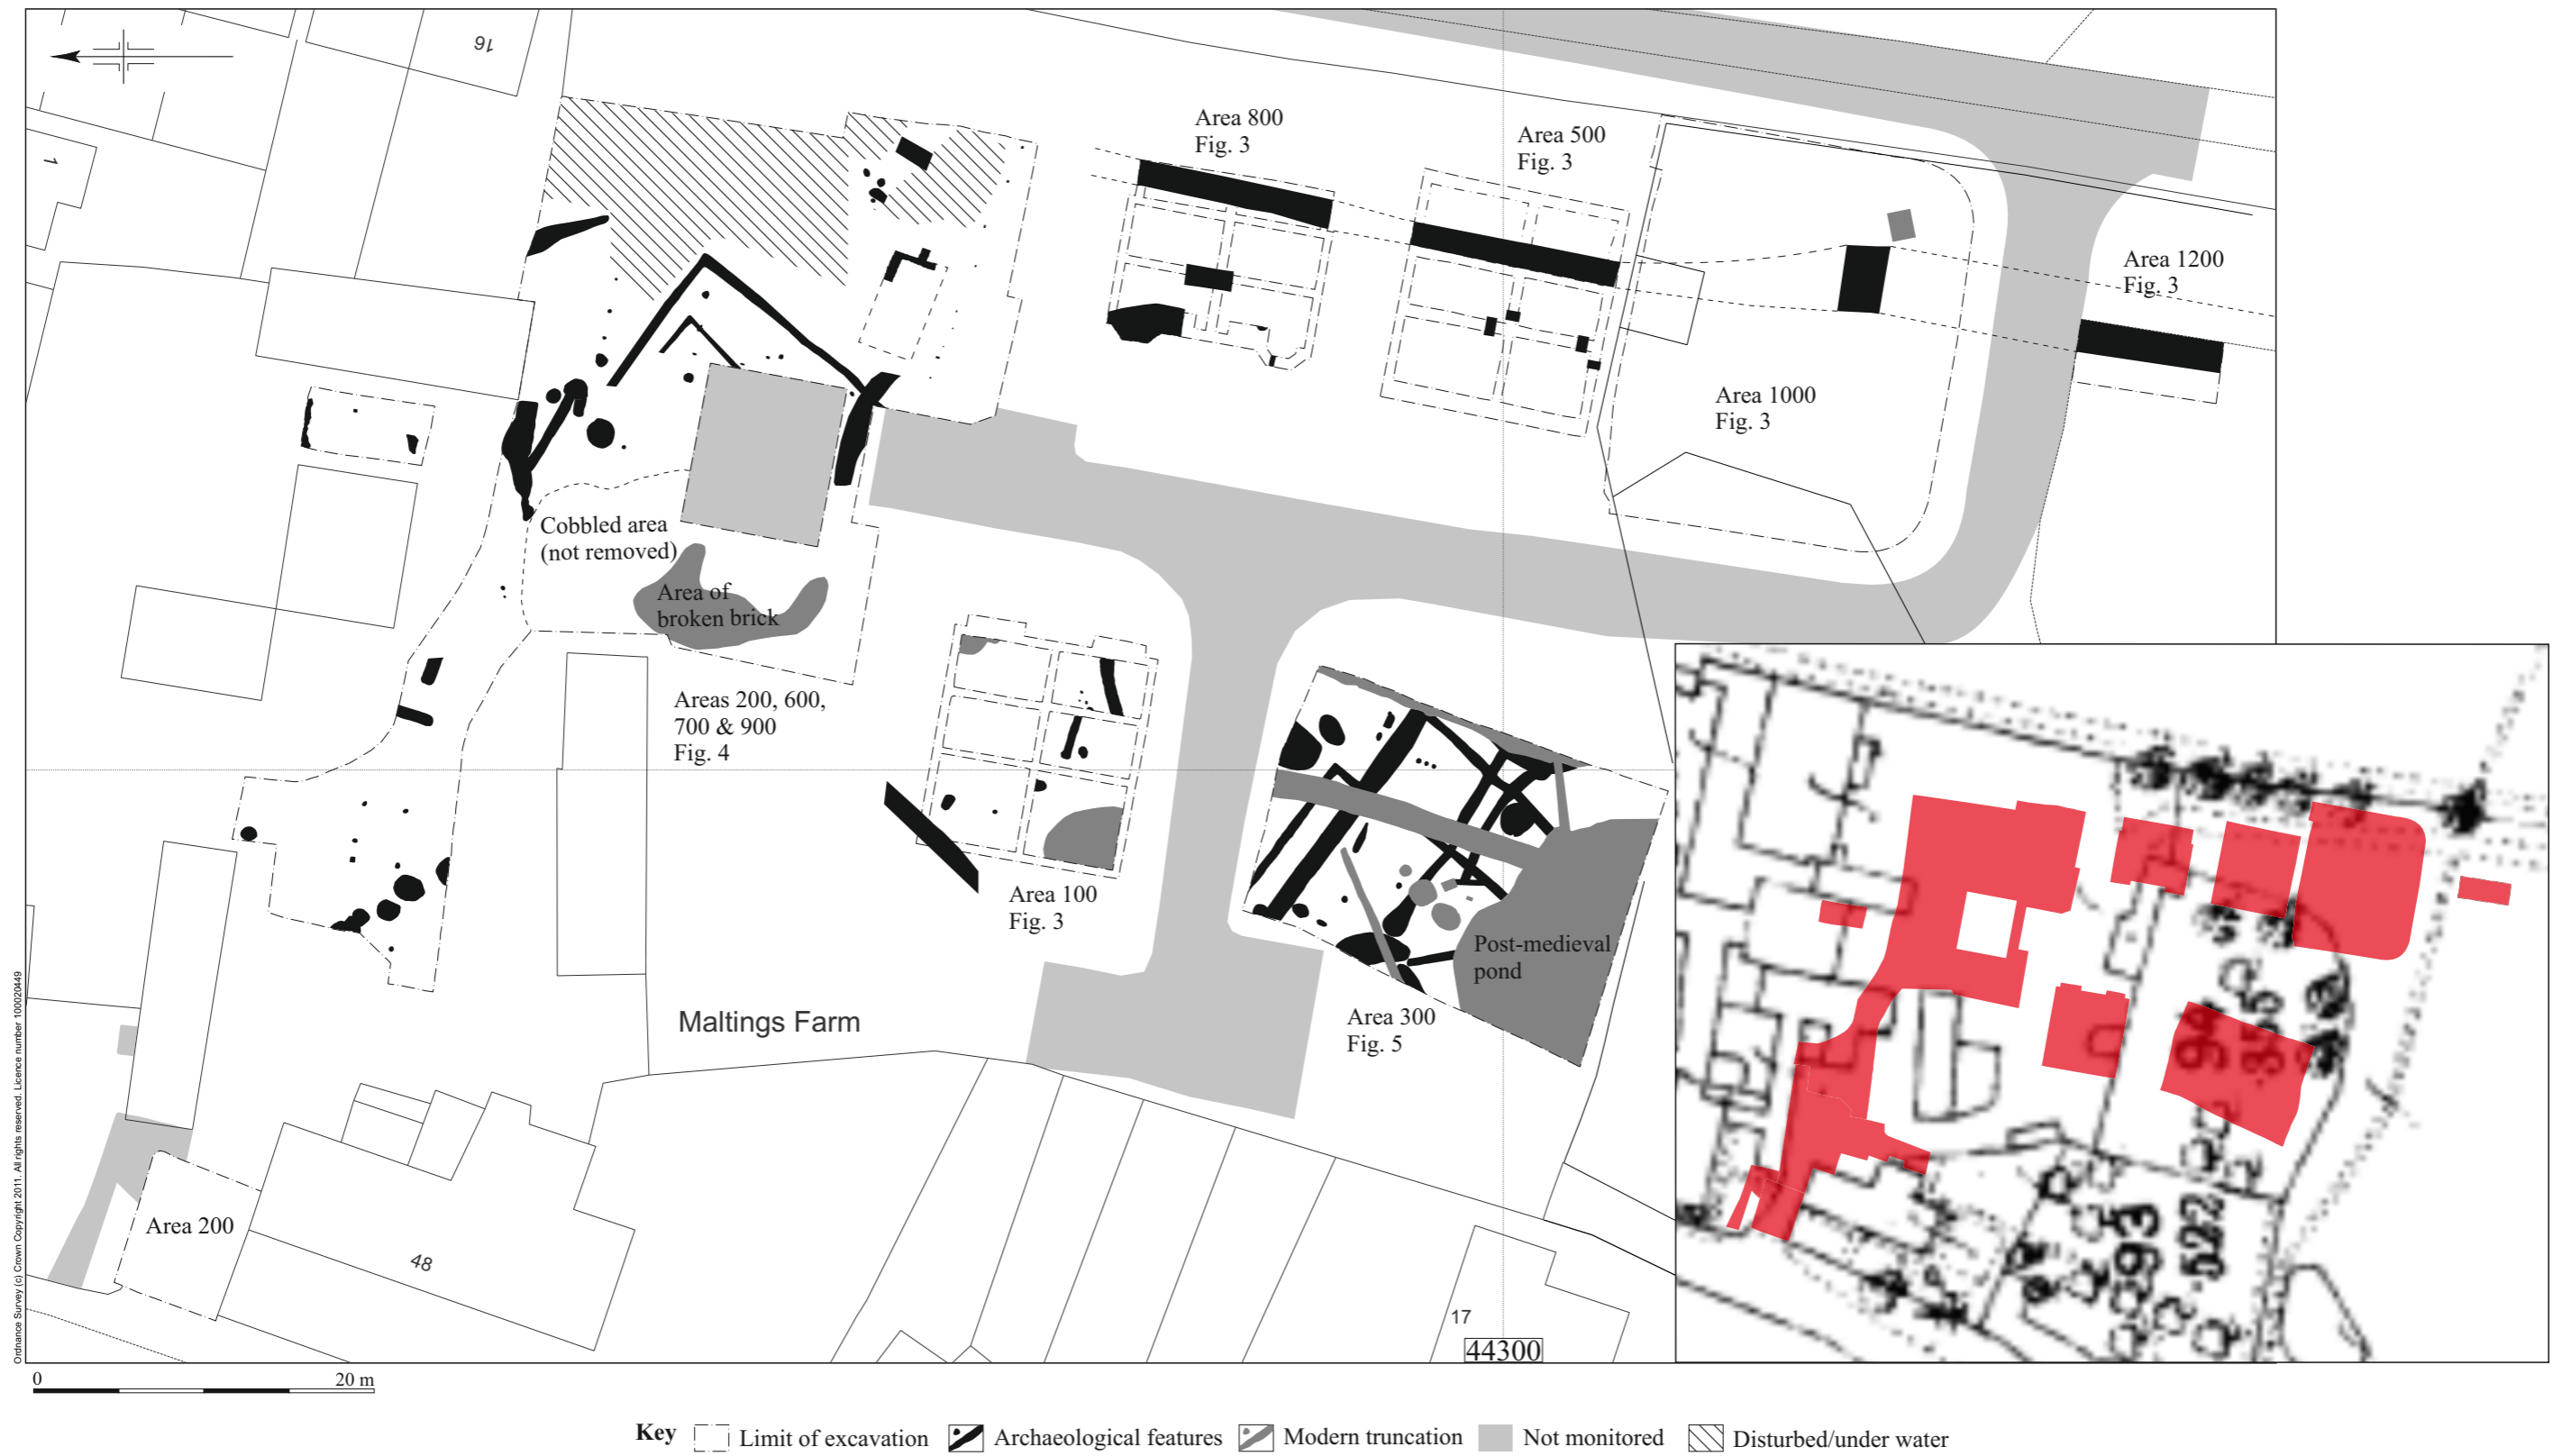 16
1
Area 800
Fig. 3
Area 500
Fig. 3
Area 1200
Fig. 3
Area 1000
Fig. 3
Cobbled area
(not removed)
Area of
broken brick
Areas 200, 600,
700 & 900
Fig. 4
Area 100
Fig. 3
Post-medieval
pond
Area 300
Fig. 5
Maltings Farm
Area 200
48
17
44300
94
.355
393
.522
Ordnance Survey (c) Crown Copyright 2011. All rights reserved. Licence number 100020449
0 20 m
Key Limit of excavation Archaeological features Modern truncation Not monitored Disturbed/under water